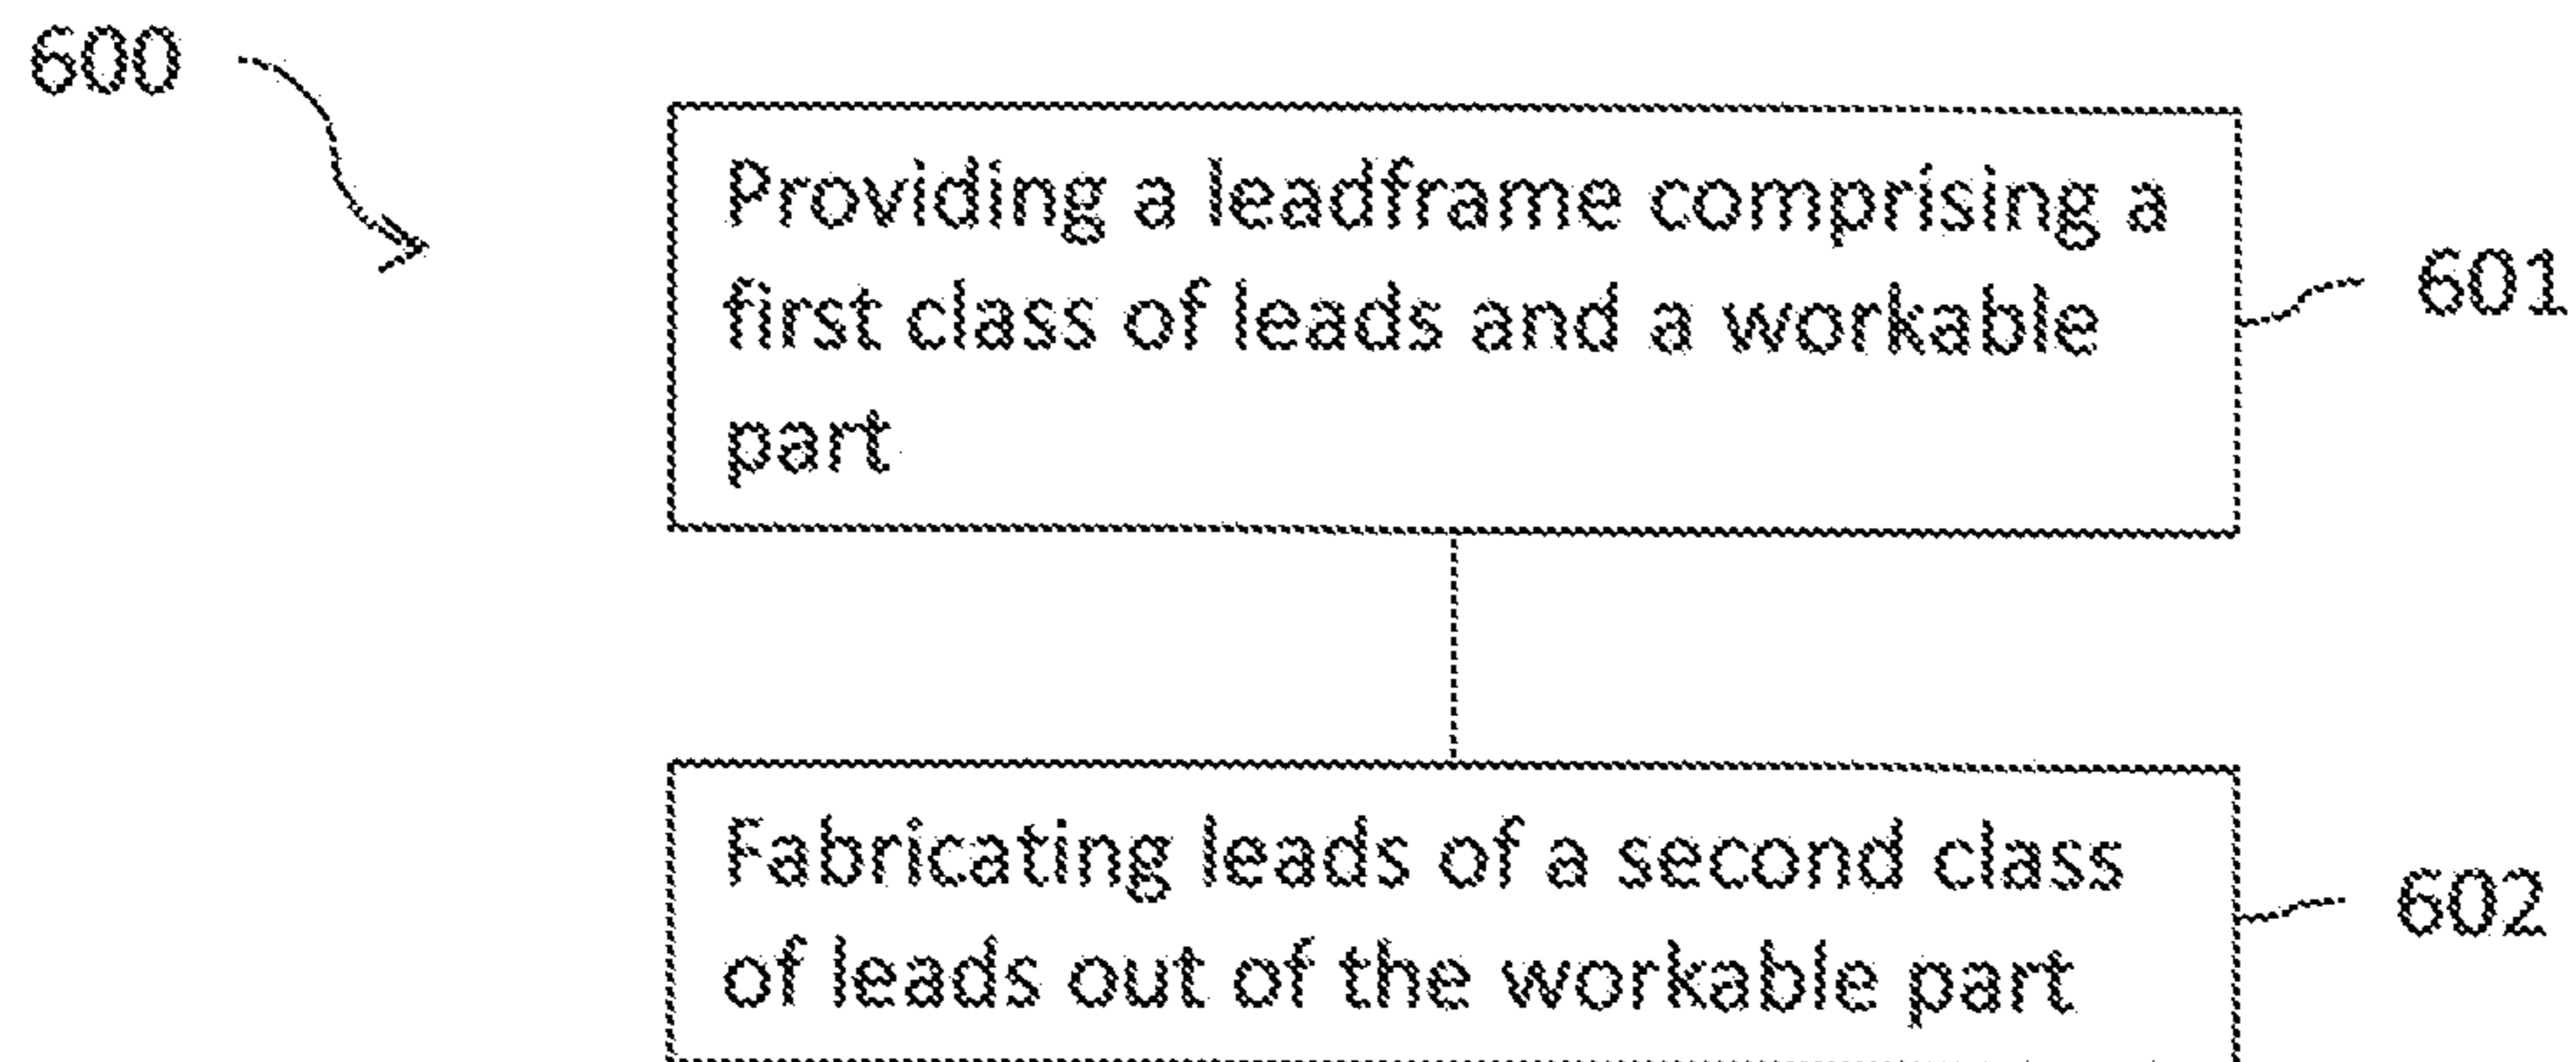 600
Providing a leadframe comprising a
first class of leads and a workable
part
601
Fabricating leads of a second class
of leads out of the workable part
602